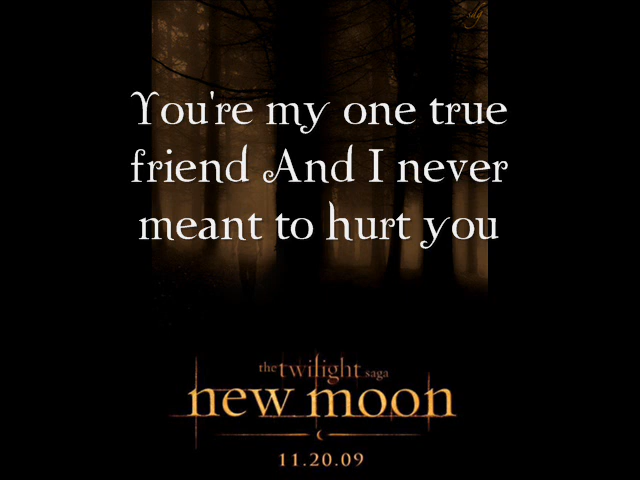 You're my one true
friend And I never
meant to hurt you
the twilight saga
new moon
11.20.09